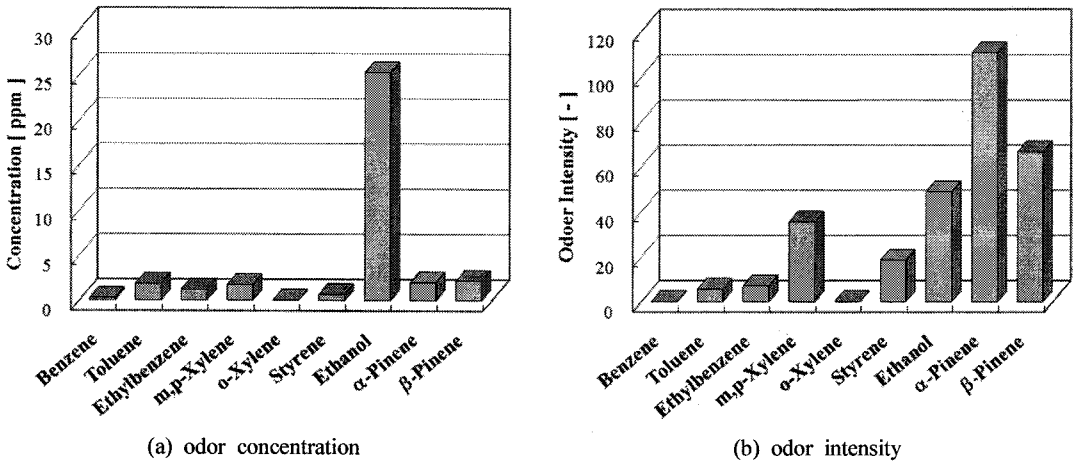 Concentration [ ppm ]
30
25
20
15
10
5
0
Benzene
Toluene
Ethylbenzene
m,p-Xylene
o-Xylene
Styrene
Ethanol
α-Pinene
β-Pinene
(a) odor concentration
Odoer Intensity [ - ]
120
100
80
60
40
20
0
Benzene
Toluene
Ethylbenzene
m,p-Xylene
o-Xylene
Styrene
Ethanol
α-Pinene
β-Pinene
(b) odor intensity